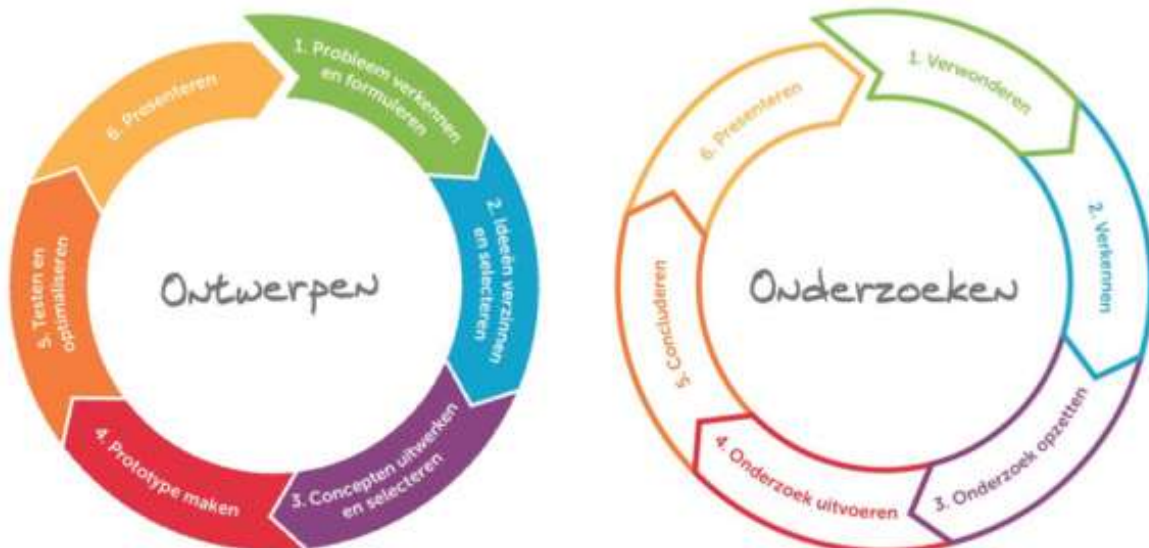 1. Probleem verkennen
en formuleren
2. Ideeën verzinnen
en selecteren
3. Concepten uitwerken
en selecteren
4. Prototype maken
5. Testen en
optimaliseren
6. Presenteren
Ontwerpen
1. Verwonderen
2. Verkennen
3. Onderzoek opzetten
4. Onderzoek uitvoeren
5. Concluderen
6. Presenteren
Onderzoeken